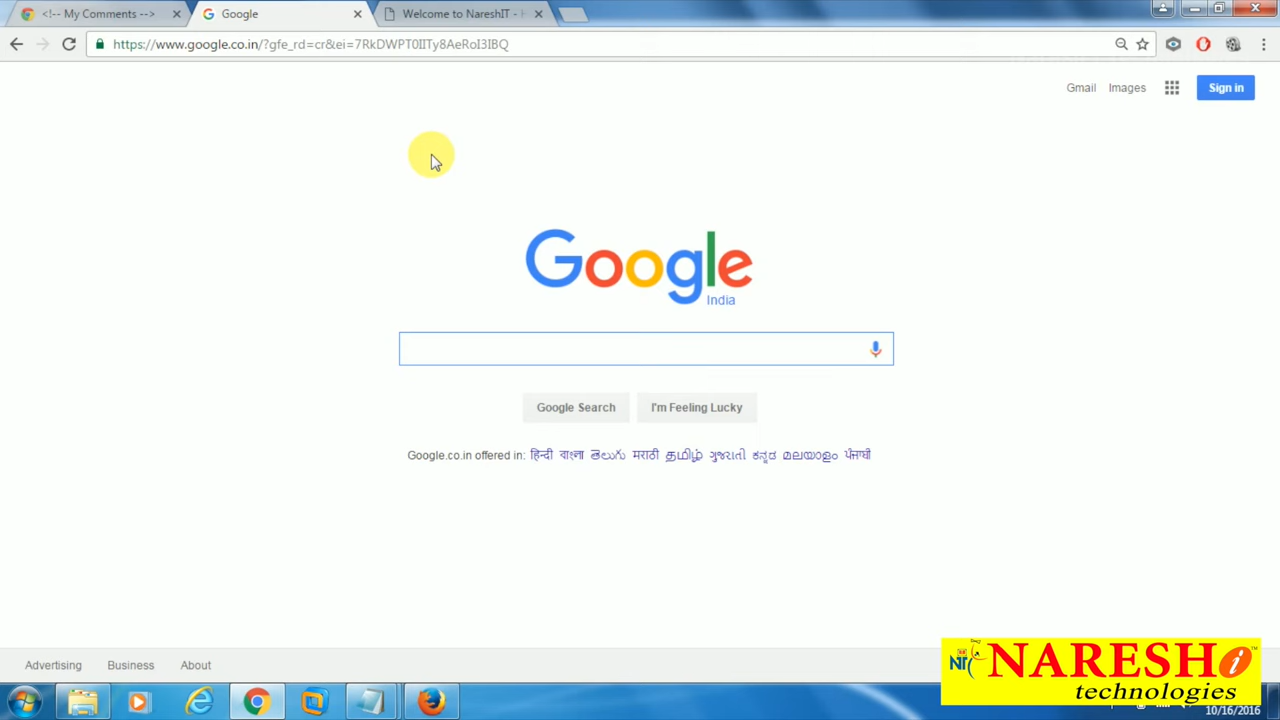 <!-- My Comments -->
Google
Welcome to NareshIT - H
https://www.google.co.in/?gfe_rd=cr&ei=7RkDWPT0IITy8AeRoI3IBQ
Gmail Images Sign in
Google
India
Google Search I'm Feeling Lucky
Google.co.in offered in: हिन्दी বাংলা తెలుగు मराठी தமிழ் ગુજરાતી ಕನ್ನಡ മലയാളം ਪੰਜਾਬੀ
Advertising Business About
NARESH i
technologies
10/16/2016